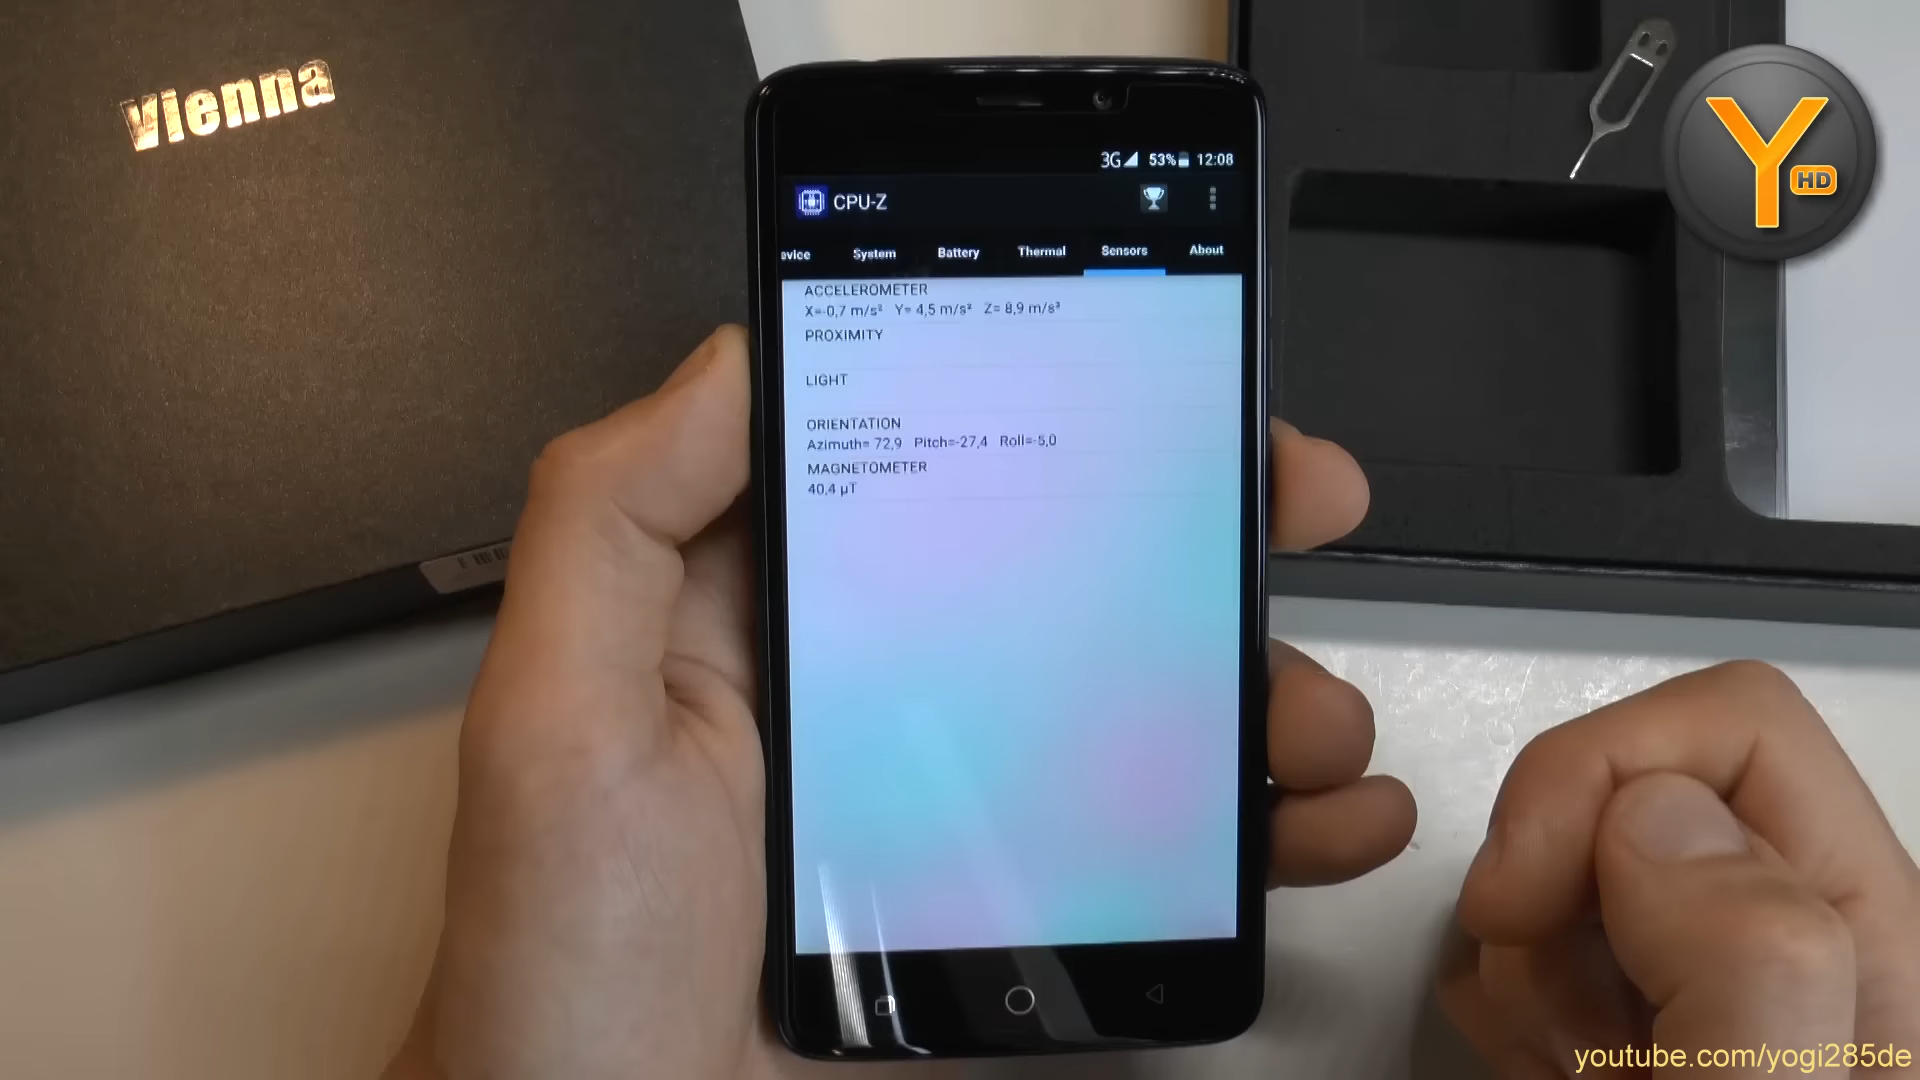 Vienna
Y
HD
3G 53% 12:08
CPU-Z
evice System Battery Thermal Sensors About
ACCELEROMETER
X=-0,7 m/s² Y= 4,5 m/s² Z= 8,9 m/s²
PROXIMITY
LIGHT
ORIENTATION
Azimuth= 72,9 Pitch=-27,4 Roll=-5,0
MAGNETOMETER
40,4 µT
youtube.com/yogi285de